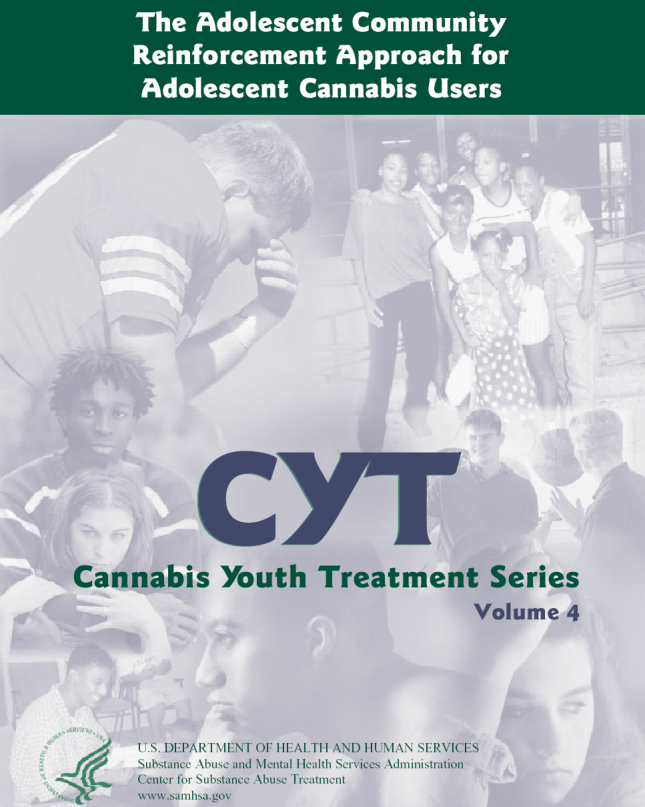 The Adolescent Community
Reinforcement Approach for
Adolescent Cannabis Users
CYT
Cannabis Youth Treatment Series
Volume 4
U.S. DEPARTMENT OF HEALTH AND HUMAN SERVICES
Substance Abuse and Mental Health Services Administration
Center for Substance Abuse Treatment
www.samhsa.gov